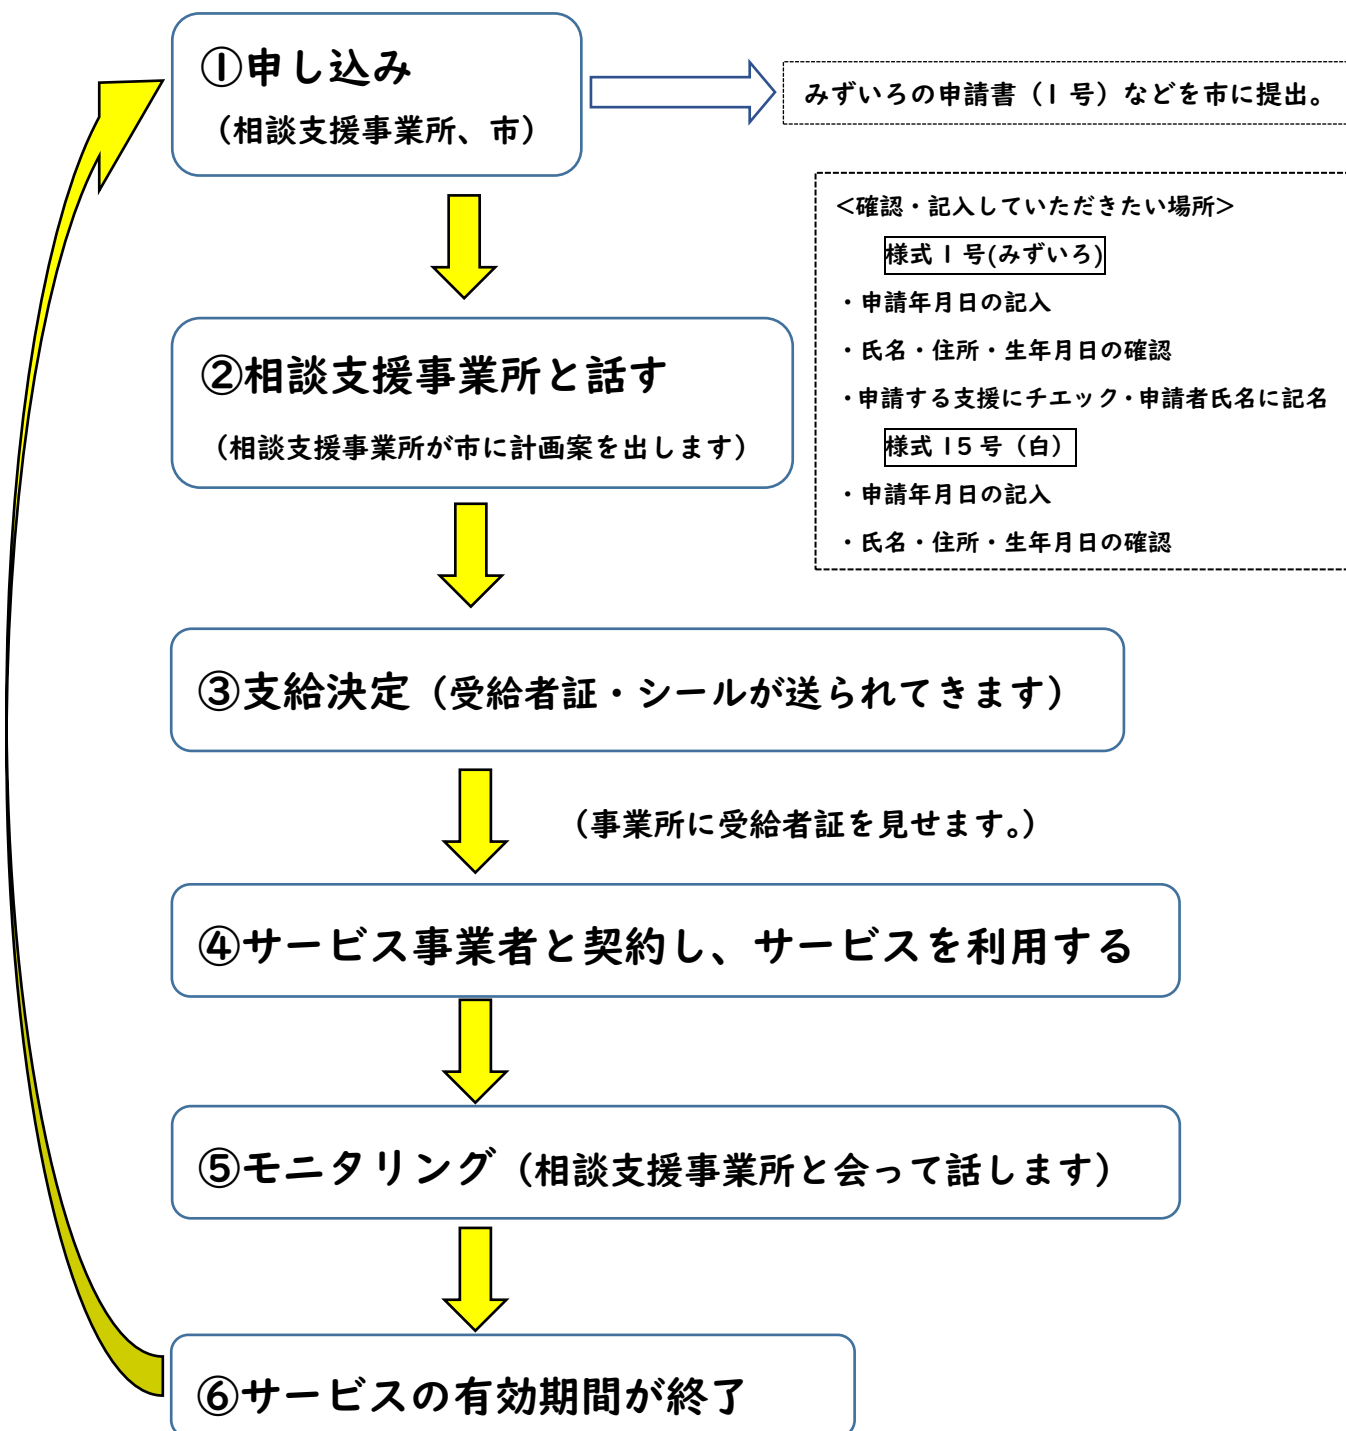 ①申し込み
（相談支援事業所、市）
みずいろの申請書（1号）などを市に提出。
<確認・記入していただきたい場所>
様式1号(みずいろ)
・申請年月日の記入
・氏名・住所・生年月日の確認
・申請する支援にチエック・申請者氏名に記名
様式15号（白）
・申請年月日の記入
・氏名・住所・生年月日の確認
②相談支援事業所と話す
（相談支援事業所が市に計画案を出します）
③支給決定（受給者証・シールが送られてきます）
（事業所に受給者証を見せます。）
④サービス事業者と契約し、サービスを利用する
⑤モニタリング（相談支援事業所と会って話します）
⑥サービスの有効期間が終了